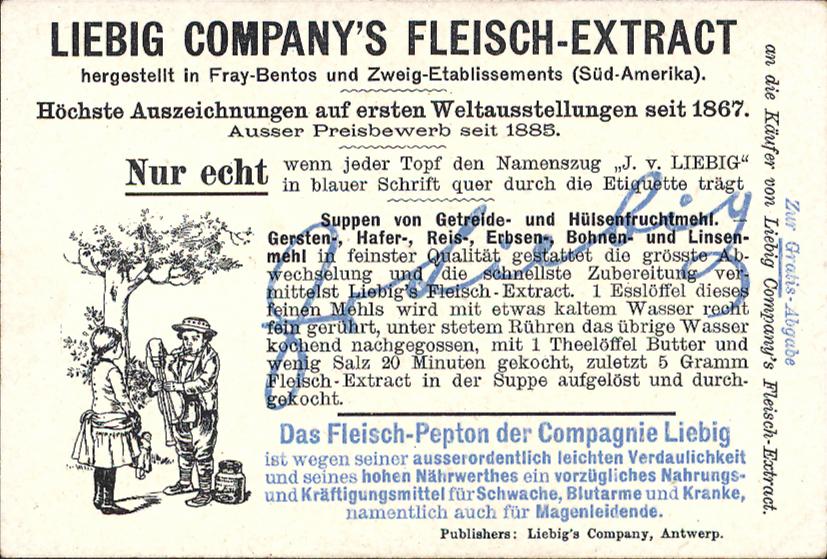 LIEBIG COMPANY'S FLEISCH-EXTRACT
hergestellt in Fray-Bentos und Zweig-Etablissements (Süd-Amerika).
Höchste Auszeichnungen auf ersten Weltausstellungen seit 1867.
Ausser Preisbewerb seit 1885.
Nur echt wenn jeder Topf den Namenszug „J. v. LIEBIG“
in blauer Schrift quer durch die Etiquette trägt
Suppen von Getreide- und Hülsenfruchtmehl. —
Gersten-, Hafer-, Reis-, Erbsen-, Bohnen- und Linsen-
mehl in feinster Qualität gestattet die grösste Ab-
wechselung und die schnellste Zubereitung ver-
mittelst Liebig's Fleisch-Extract. 1 Esslöffel dieses
feinen Mehls wird mit etwas kaltem Wasser recht
fein gerührt, unter stetem Rühren das übrige Wasser
kochend nachgegossen, mit 1 Theelöffel Butter und
wenig Salz 20 Minuten gekocht, zuletzt 5 Gramm
Fleisch-Extract in der Suppe aufgelöst und durch-
gekocht.
JvLiebig
Das Fleisch-Pepton der Compagnie Liebig
ist wegen seiner ausserordentlich leichten Verdaulichkeit
und seines hohen Nährwerthes ein vorzügliches Nahrungs-
und Kräftigungsmittel für Schwache, Blutarme und Kranke,
namentlich auch für Magenleidende.
Publishers: Liebig's Company, Antwerp.
Zur Gratis-Abgabe
an die Käufer von Liebig Company's Fleisch-Extract.